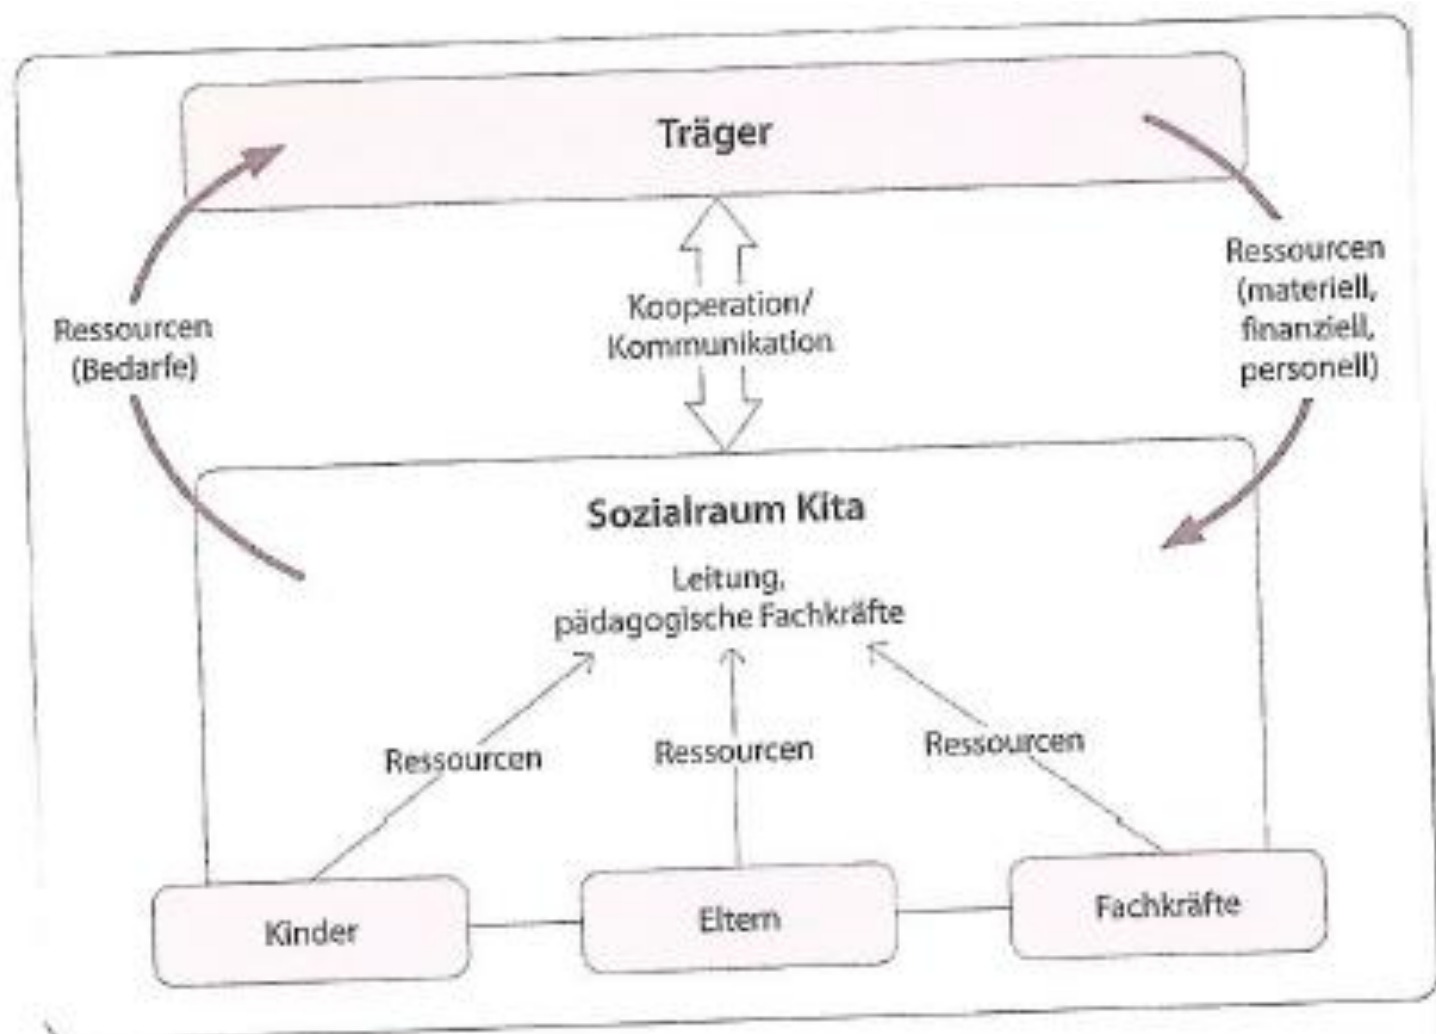 Träger
Ressourcen
(materiell,
finanziell,
personell)
Kooperation/
Kommunikation
Ressourcen
(Bedarfe)
Sozialraum Kita
Leitung,
pädagogische Fachkräfte
Ressourcen
Ressourcen
Ressourcen
Kinder
Eltern
Fachkräfte